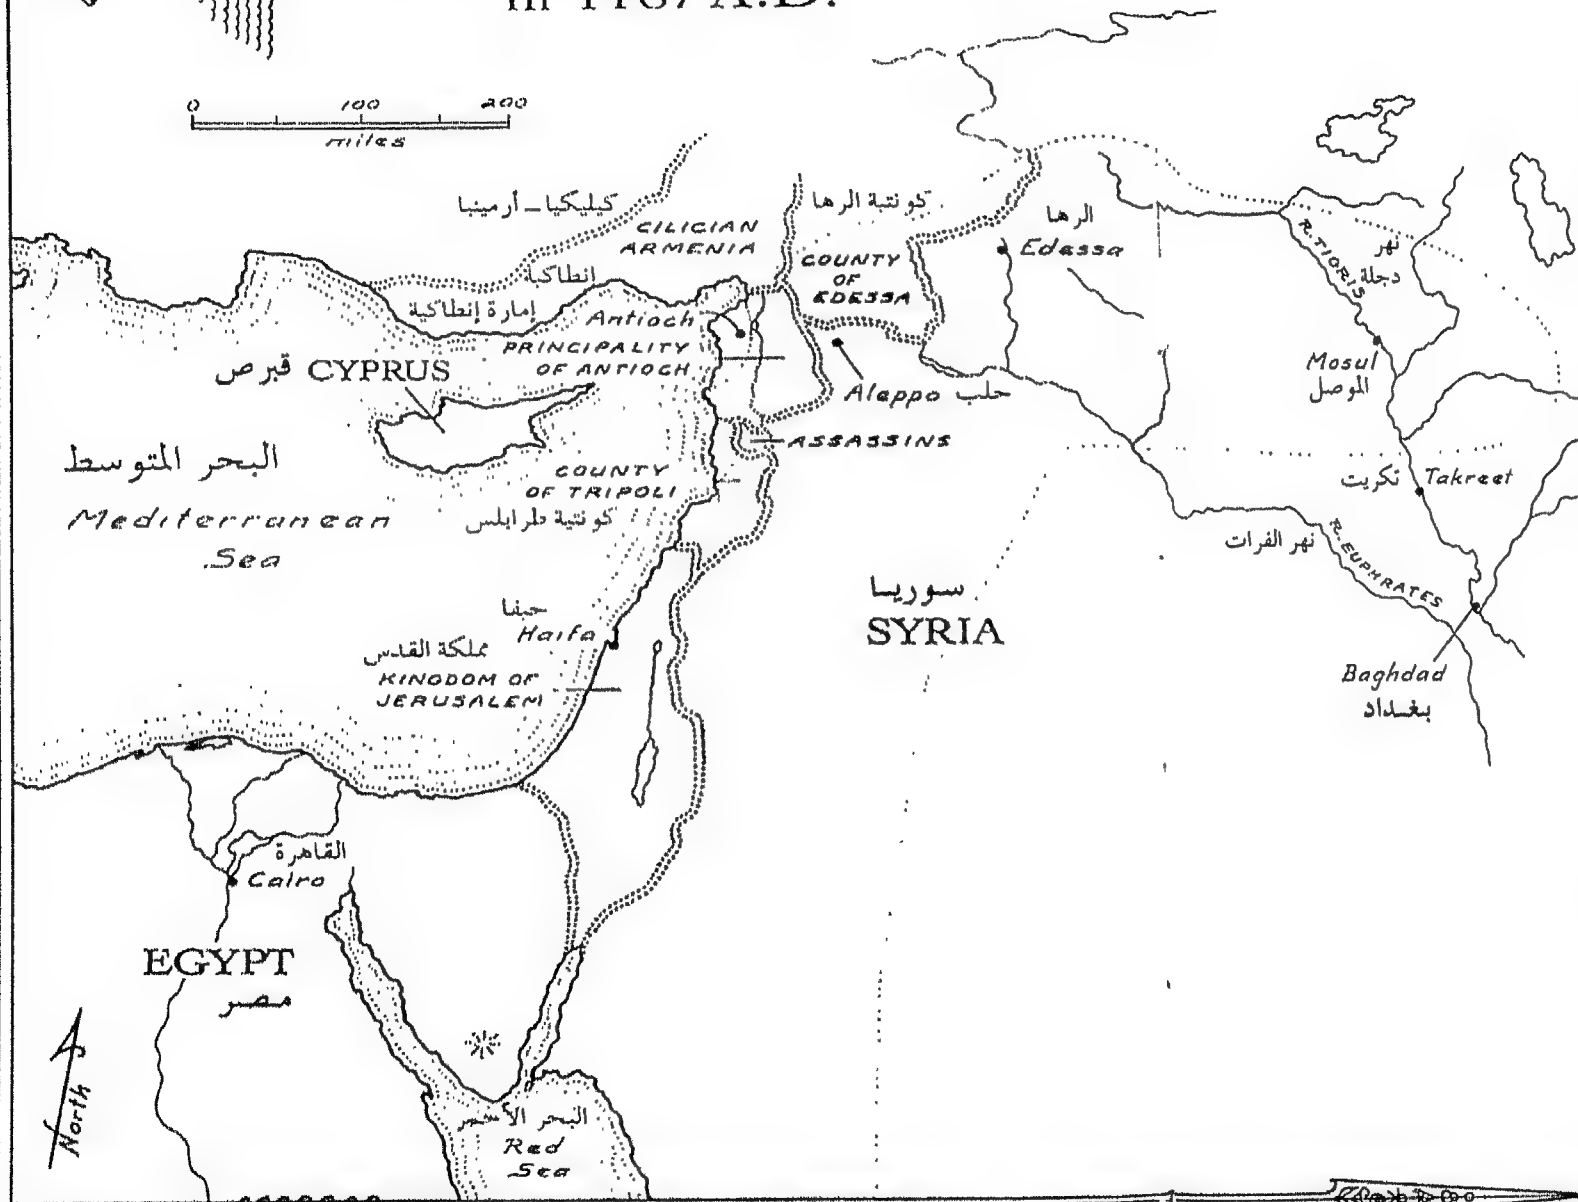 in 1187 A.D.
0 100 200
miles
كيليكيا - أرمينيا
CILICIAN
ARMENIA
كونتية الرها
COUNTY
OF
EDESSA
الرها
Edessa
R. TIGRIS
نهر
دجلة
إنطاكية
إمارة إنطاكية
Antioch
PRINCIPALITY
OF ANTIOCH
قبرص CYPRUS
Aleppo حلب
Mosul
الموصل
ASSASSINS
البحر المتوسط
Mediterranean
Sea
COUNTY
OF TRIPOLI
كونتية طرابلس
تكريت Takreet
نهر الفرات
R. EUPHRATES
سوريا
SYRIA
حيفا
Haifa
مملكة القدس
KINGDOM OF
JERUSALEM
Baghdad
بغداد
القاهرة
Cairo
EGYPT
مصر
North
البحر الأحمر
Red
Sea